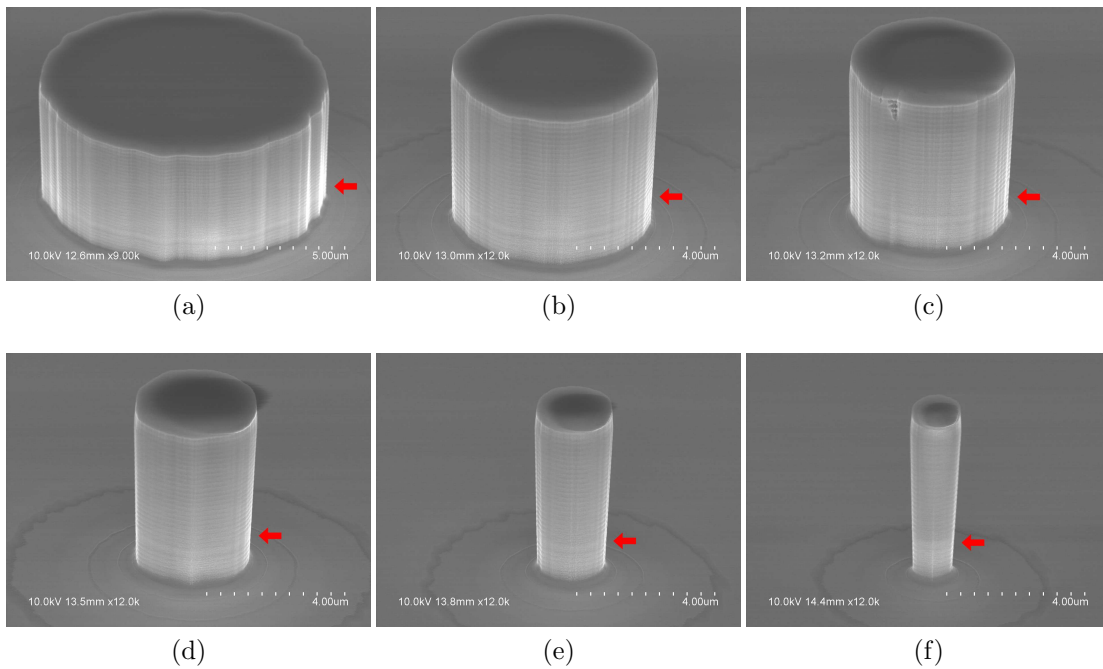 10.0kV 12.6mm x9.00k 5.00um
10.0kV 13.0mm x12.0k 4.00um
10.0kV 13.2mm x12.0k 4.00um
(a) (b) (c)
10.0kV 13.5mm x12.0k 4.00um
10.0kV 13.8mm x12.0k 4.00um
10.0kV 14.4mm x12.0k 4.00um
(d) (e) (f)